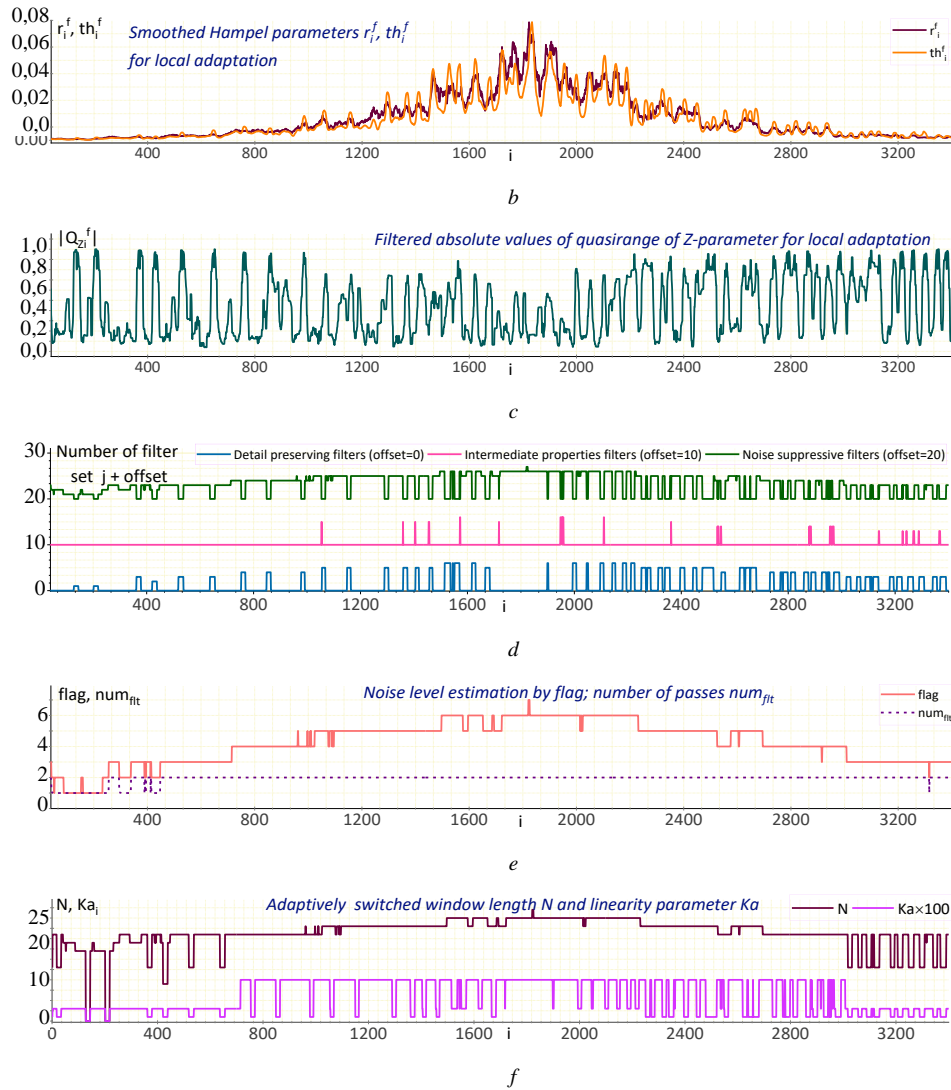 0,08
r_i^f, th_i^f
Smoothed Hampel parameters r_i^f, th_i^f
for local adaptation
r_i^f
th_i^f
0,06
0,04
0,02
0,0
0.00
400 800 1200 1600 2000 2400 2800 3200
i
b
|Q_Zi^f|
Filtered absolute values of quasirange of Z-parameter for local adaptation
1,0
0,8
0,6
0,4
0,2
0,0
400 800 1200 1600 2000 2400 2800 3200
i
c
30
Number of filter
set j + offset
Detail preserving filters (offset=0) Intermediate properties filters (offset=10) Noise suppressive filters (offset=20)
20
10
0
400 800 1200 1600 2000 2400 2800 3200
i
d
flag, num_flt
Noise level estimation by flag; number of passes num_flt
flag
num_flt
6
4
2
0
400 800 1200 1600 2000 2400 2800 3200
i
e
N, Ka_i
Adaptively switched window length N and linearity parameter Ka
N Ka×100
25
20
10
0
0 400 800 1200 1600 2000 2400 2800 3200
i
f